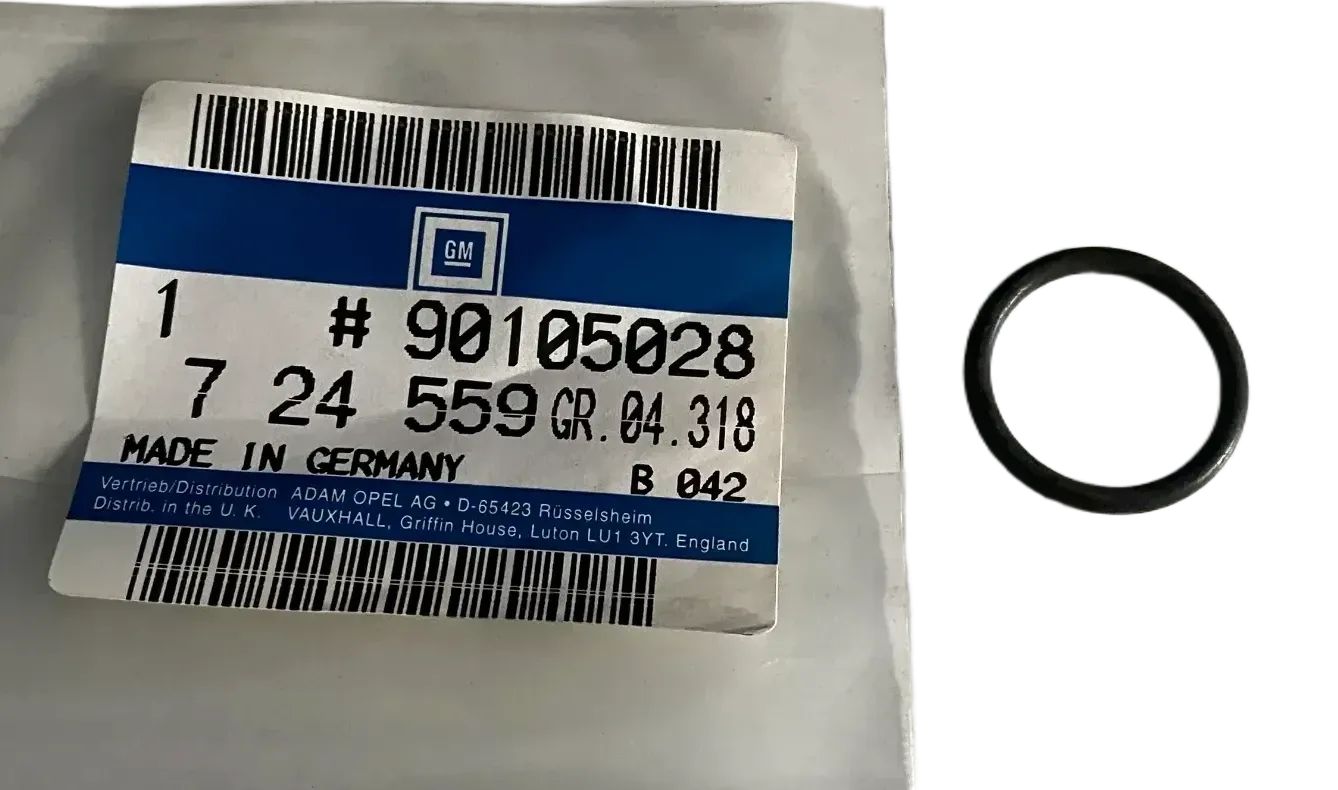 GM
1 # 90105028
7 24 559 GR.04.318
MADE IN GERMANY B 042
Vertrieb/Distribution ADAM OPEL AG • D-65423 Rüsselsheim
Distrib. in the U. K. VAUXHALL, Griffin House, Luton LU1 3YT. England